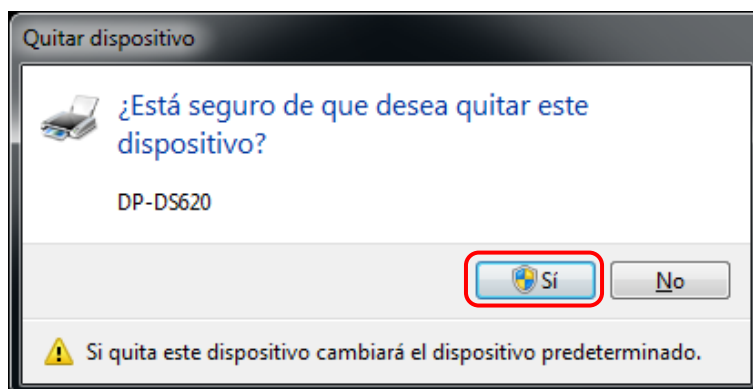 Quitar dispositivo
¿Está seguro de que desea quitar este
dispositivo?
DP-DS620
Sí
No
Si quita este dispositivo cambiará el dispositivo predeterminado.